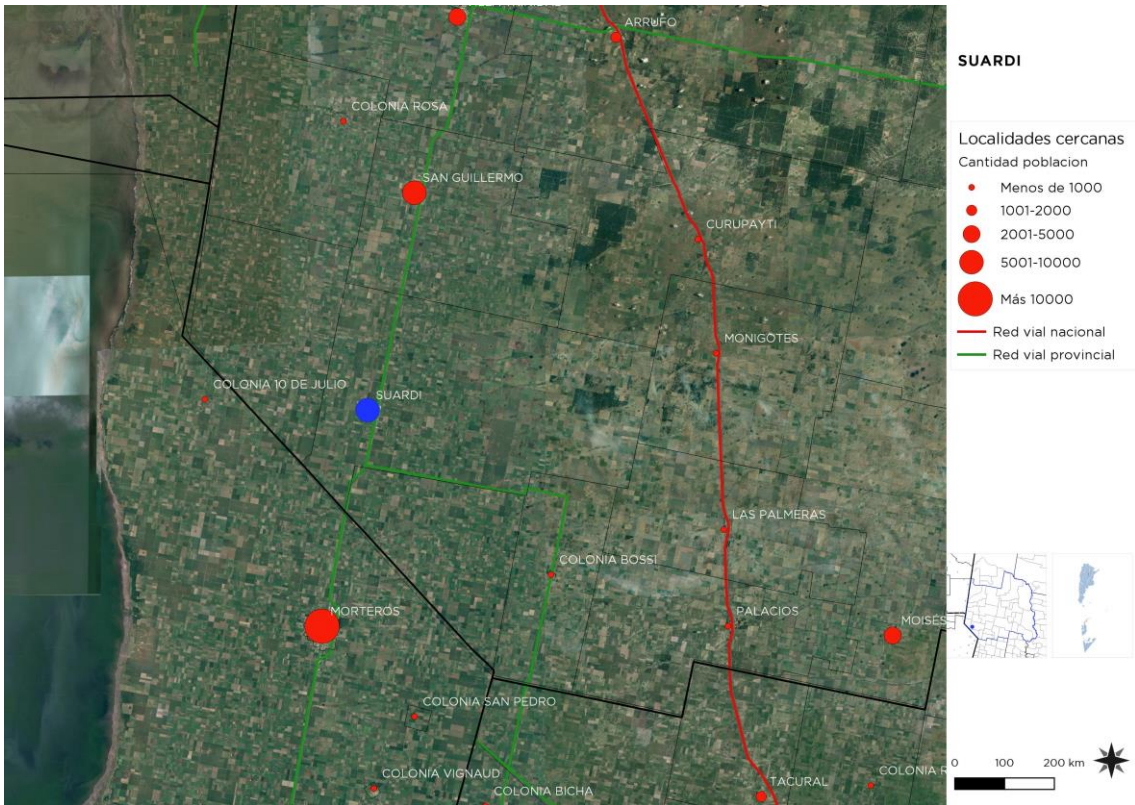 ARRUFO
COLONIA ROSA
SAN GUILLERMO
CURUPAYTI
MONIGOTES
COLONIA 10 DE JULIO
SUARDI
LAS PALMERAS
COLONIA BOSSI
MORTEROS
PALACIOS
MOISES
COLONIA SAN PEDRO
COLONIA VIGNAUD
COLONIA BICHA
TACURAL
COLONIA R
SUARDI
Localidades cercanas
Cantidad poblacion
Menos de 1000
1001-2000
2001-5000
5001-10000
Más 10000
Red vial nacional
Red vial provincial
0 100 200 km